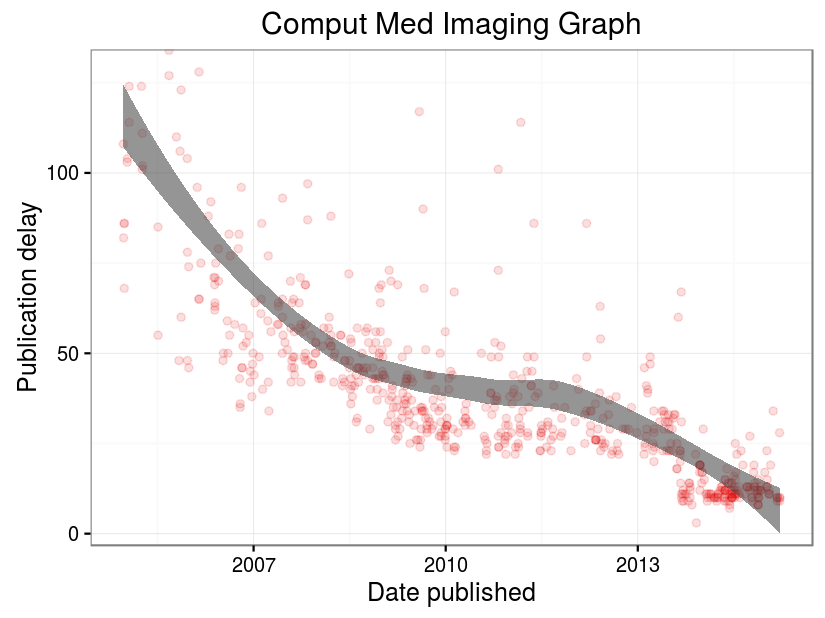 Comput Med Imaging Graph
Publication delay
100
50
0
2007 2010 2013
Date published